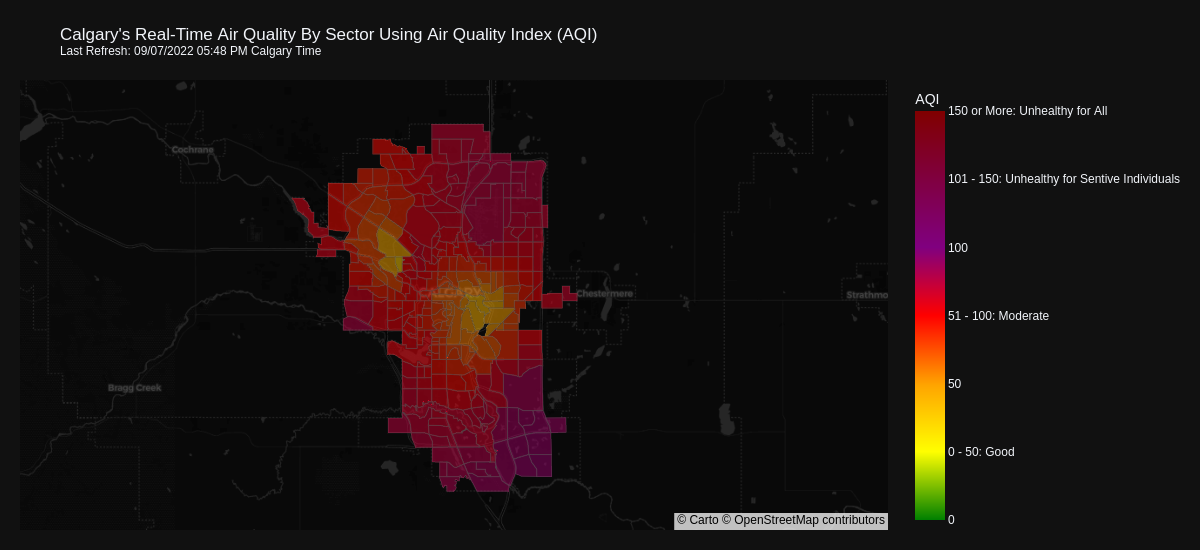 Calgary's Real-Time Air Quality By Sector Using Air Quality Index (AQI)
Last Refresh: 09/07/2022 05:48 PM Calgary Time
AQI
150 or More: Unhealthy for All
Cochrane
101 - 150: Unhealthy for Sentive Individuals
100
CALGARY
Chestermere
Strathmo
51 - 100: Moderate
50
Bragg Creek
0 - 50: Good
© Carto © OpenStreetMap contributors
0